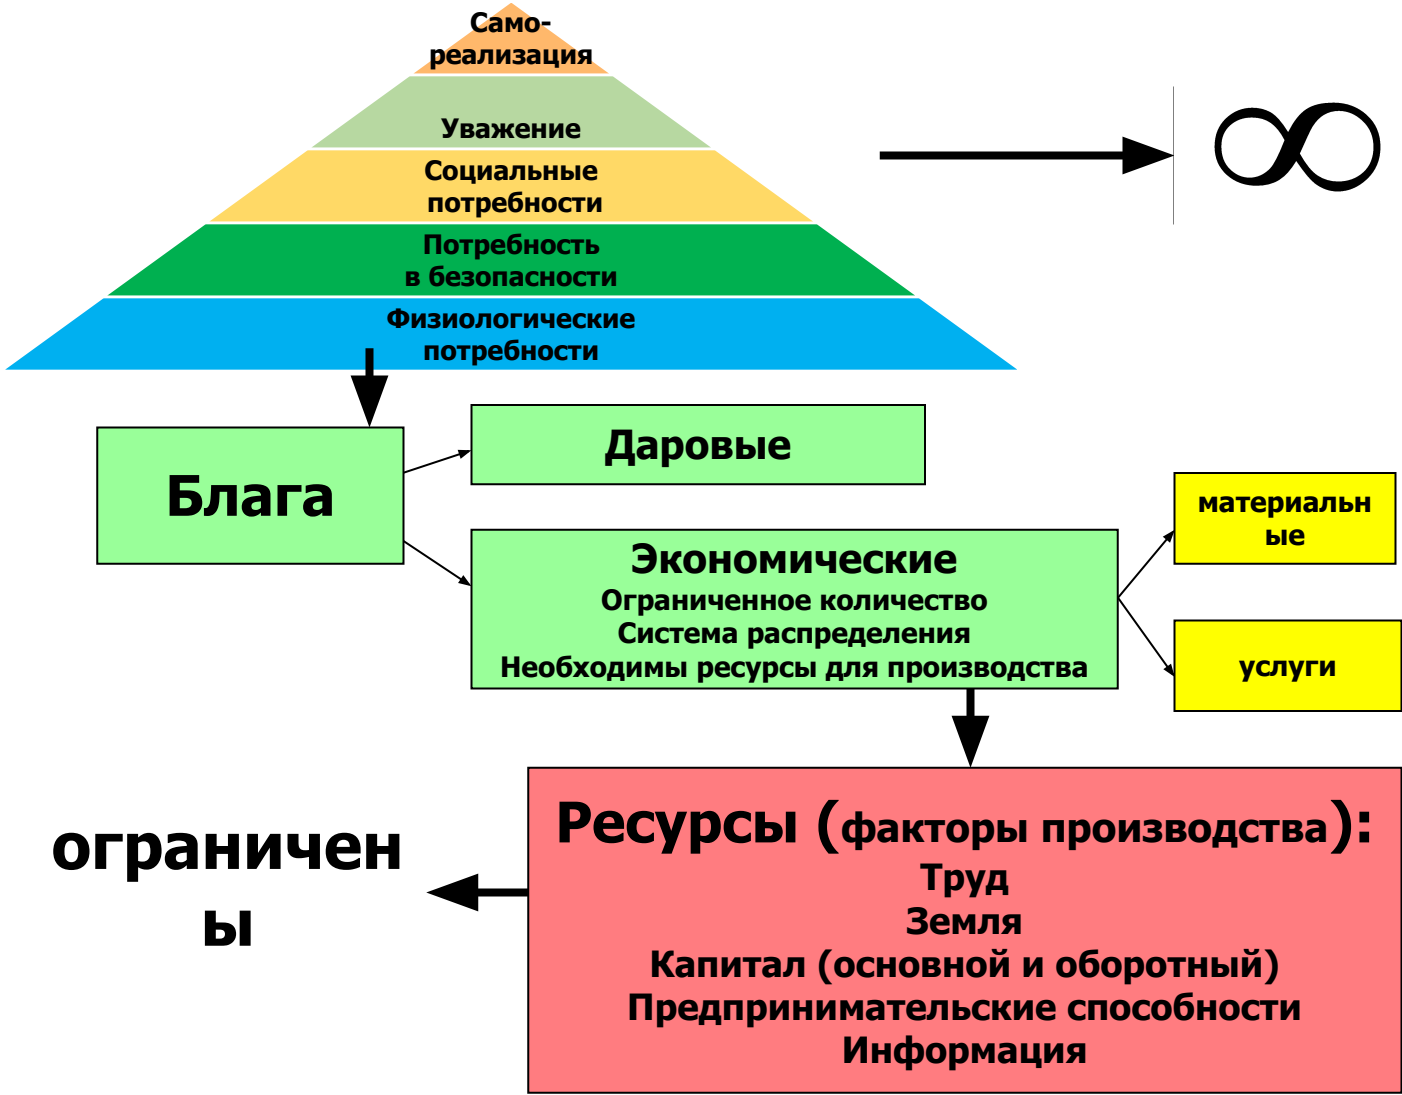 Само-
реализация
Уважение
Социальные
потребности
Потребность
в безопасности
Физиологические
потребности
∞
Блага
Даровые
Экономические
Ограниченное количество
Система распределения
Необходимы ресурсы для производства
материальн
ые
услуги
Ресурсы (факторы производства):
Труд
Земля
Капитал (основной и оборотный)
Предпринимательские способности
Информация
ограничен
ы